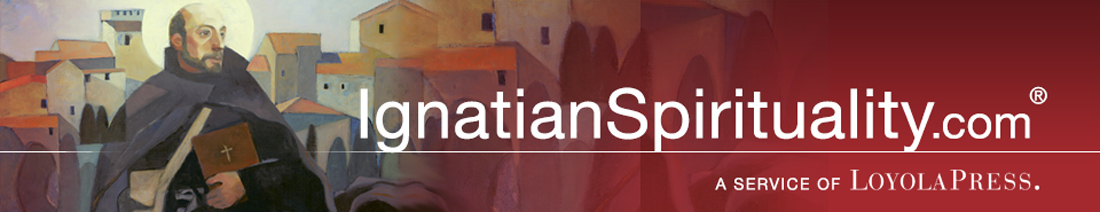 IgnatianSpirituality.com®
A SERVICE OF LOYOLAPRESS.